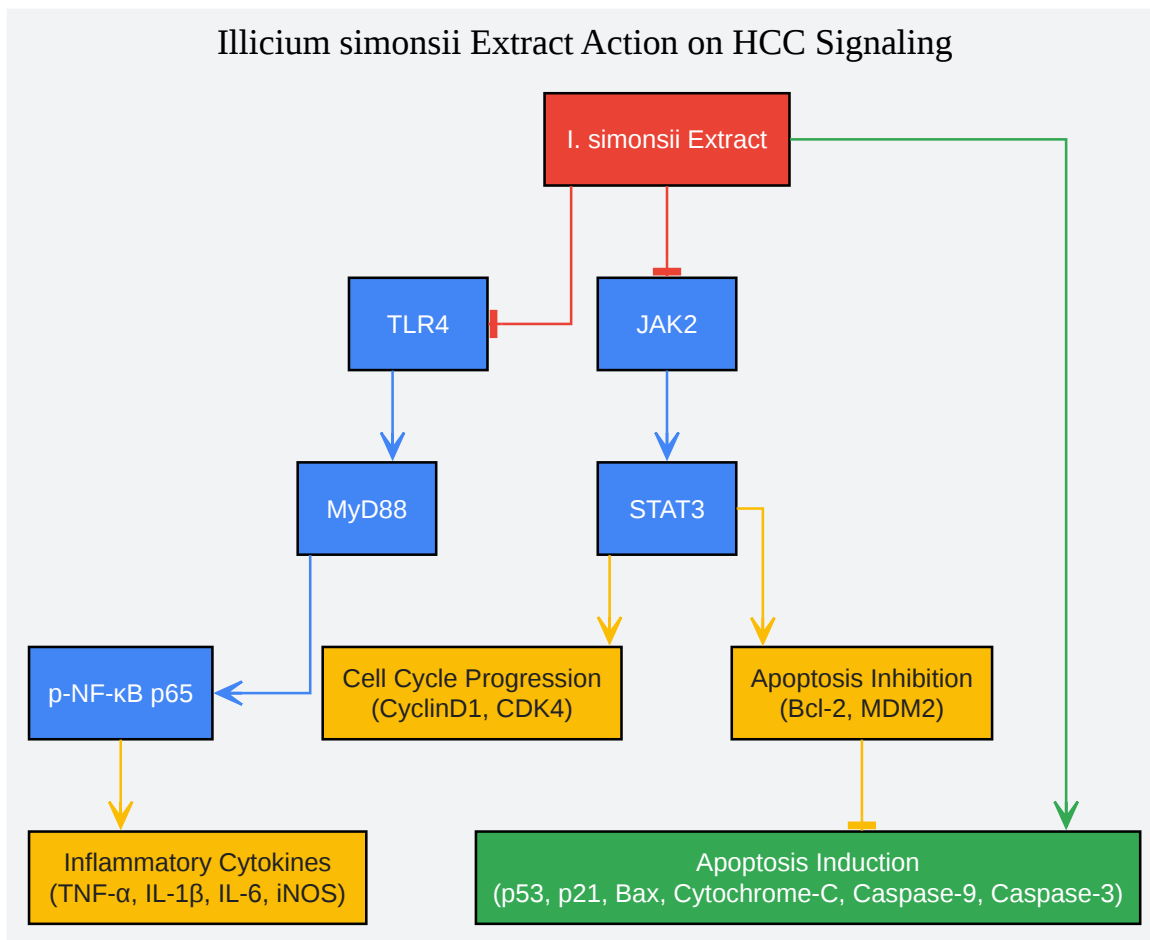 Illicium simonsii Extract Action on HCC Signaling
I. simonsii Extract
TLR4
JAK2
MyD88
STAT3
p-NF-κB p65
Cell Cycle Progression
(CyclinD1, CDK4)
Apoptosis Inhibition
(Bcl-2, MDM2)
Inflammatory Cytokines
(TNF-α, IL-1β, IL-6, iNOS)
Apoptosis Induction
(p53, p21, Bax, Cytochrome-C, Caspase-9, Caspase-3)